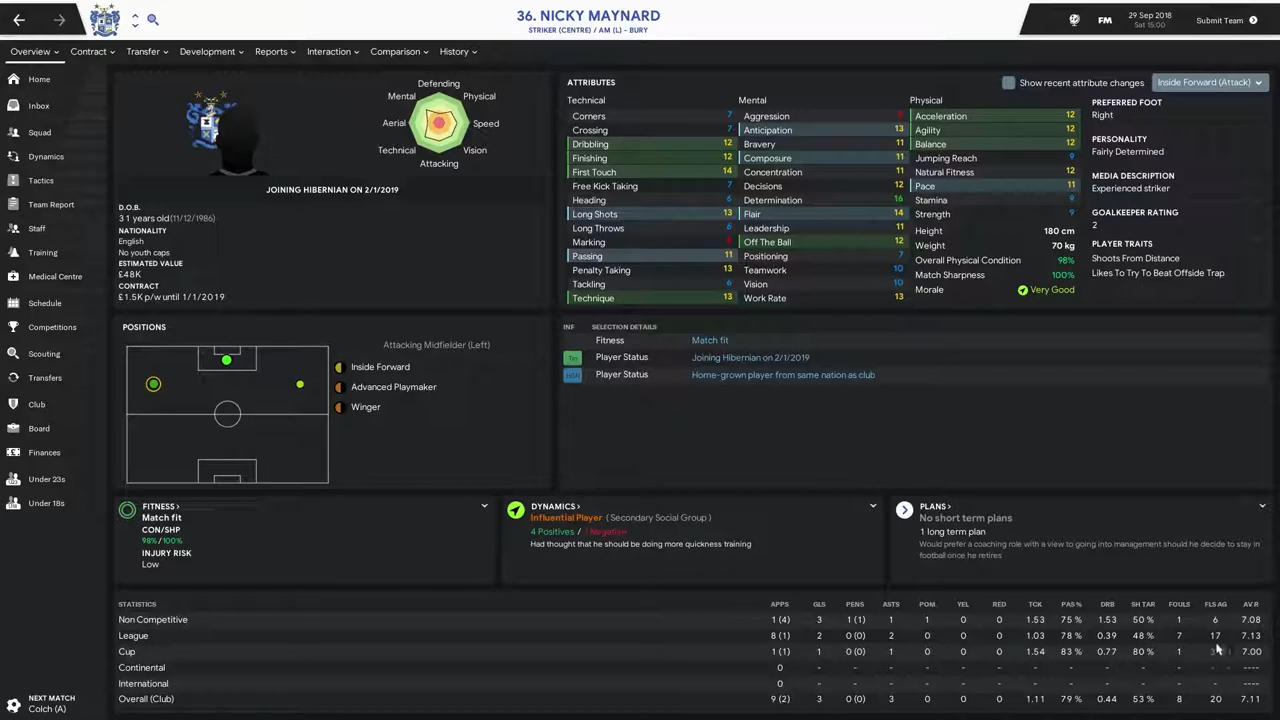 36. NICKY MAYNARD
STRIKER (CENTRE) / AM (L) - BURY
FM
29 Sep 2018
Sat 15:00
Submit Team
Overview
Contract
Transfer
Development
Reports
Interaction
Comparison
History
Home
Inbox
Squad
Dynamics
Tactics
Team Report
Staff
Training
Medical Centre
Schedule
Competitions
Scouting
Transfers
Club
Board
Finances
Under 23s
Under 18s
NEXT MATCH
Colch (A)
Defending
Mental Physical
Aerial Speed
Technical Vision
Attacking
JOINING HIBERNIAN ON 2/1/2019
D.O.B.
31 years old (11/12/1986)
NATIONALITY
English
No youth caps
ESTIMATED VALUE
£48K
CONTRACT
£1.5K p/w until 1/1/2019
ATTRIBUTES
Show recent attribute changes
Inside Forward (Attack)
Technical Mental Physical
Corners 7 Aggression Acceleration 12
Crossing 7 Anticipation 13 Agility 12
Dribbling 12 Bravery 11 Balance 12
Finishing 12 Composure 11 Jumping Reach 9
First Touch 14 Concentration 11 Natural Fitness 12
Free Kick Taking 7 Decisions 12 Pace 11
Heading 6 Determination 16 Stamina 9
Long Shots 13 Flair 14 Strength 9
Long Throws 6 Leadership 11 Height 180 cm
Marking Off The Ball 12 Weight 70 kg
Passing 11 Positioning 7 Overall Physical Condition 98%
Penalty Taking 13 Teamwork 10 Match Sharpness 100%
Tackling 6 Vision 10 Morale Very Good
Technique 13 Work Rate 13
PREFERRED FOOT
Right
PERSONALITY
Fairly Determined
MEDIA DESCRIPTION
Experienced striker
GOALKEEPER RATING
2
PLAYER TRAITS
Shoots From Distance
Likes To Try To Beat Offside Trap
POSITIONS
Attacking Midfielder (Left)
Inside Forward
Advanced Playmaker
Winger
INF SELECTION DETAILS
Fitness Match fit
Trn Player Status Joining Hibernian on 2/1/2019
HGN Player Status Home-grown player from same nation as club
FITNESS >
Match fit
CON/SHP
98%/100%
INJURY RISK
Low
DYNAMICS >
Influential Player ( Secondary Social Group )
4 Positives / 1 Negative
Had thought that he should be doing more quickness training
PLANS >
No short term plans
1 long term plan
Would prefer a coaching role with a view to going into management should he decide to stay in
football once he retires
STATISTICS APPS GLS PENS ASTS POM YEL RED TCK PAS % DRB SH TAR FOULS FLS AG AV R
Non Competitive 1 (4) 3 1 (1) 1 1 0 0 1.53 75 % 1.53 50 % 1 6 7.08
League 8 (1) 2 0 (0) 2 0 0 0 1.03 78 % 0.39 48 % 7 17 7.13
Cup 1 (1) 1 0 (0) 1 0 0 0 1.54 83 % 0.77 80 % 1 7.00
Continental 0 - - - - - - - - - - - - ----
International 0 - - - - - - - - - - - - ----
Overall (Club) 9 (2) 3 0 (0) 3 0 0 0 1.11 79 % 0.44 53 % 8 20 7.11